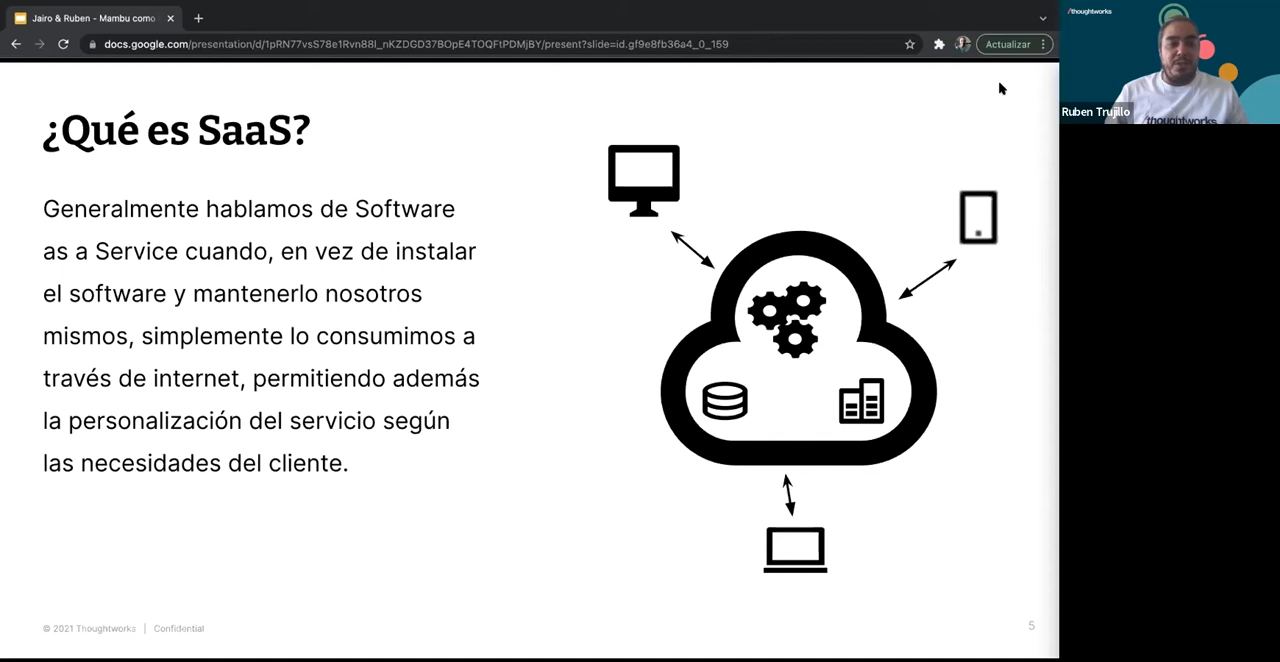 Jairo & Ruben - Mambu como
docs.google.com/presentation/d/1pRN77vsS78e1Rvn88I_nKZDGD37BOpE4TOQFtPDMjBY/present?slide=id.gf9e8fb36a4_0_159
Actualizar
/thoughtworks
/thoughtworks
Ruben Trujillo
¿Qué es SaaS?
Generalmente hablamos de Software
as a Service cuando, en vez de instalar
el software y mantenerlo nosotros
mismos, simplemente lo consumimos a
través de internet, permitiendo además
la personalización del servicio según
las necesidades del cliente.
© 2021 Thoughtworks | Confidential
5